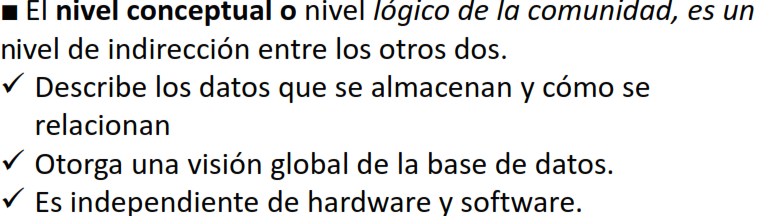 ■ El nivel conceptual o nivel lógico de la comunidad, es un
nivel de indirección entre los otros dos.
✓ Describe los datos que se almacenan y cómo se
relacionan
✓ Otorga una visión global de la base de datos.
✓ Es independiente de hardware y software.